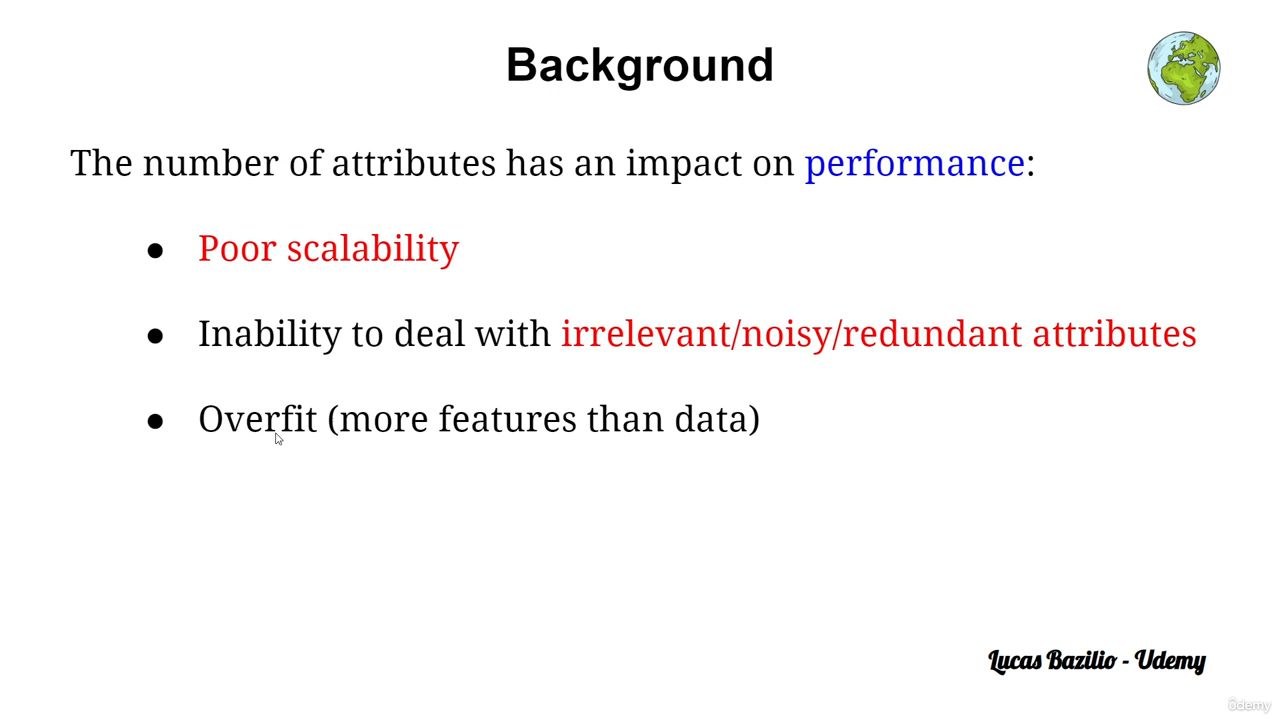 Background
The number of attributes has an impact on performance:
● Poor scalability
● Inability to deal with irrelevant/noisy/redundant attributes
● Overfit (more features than data)
Lucas Bazilio - Udemy
ûdemy